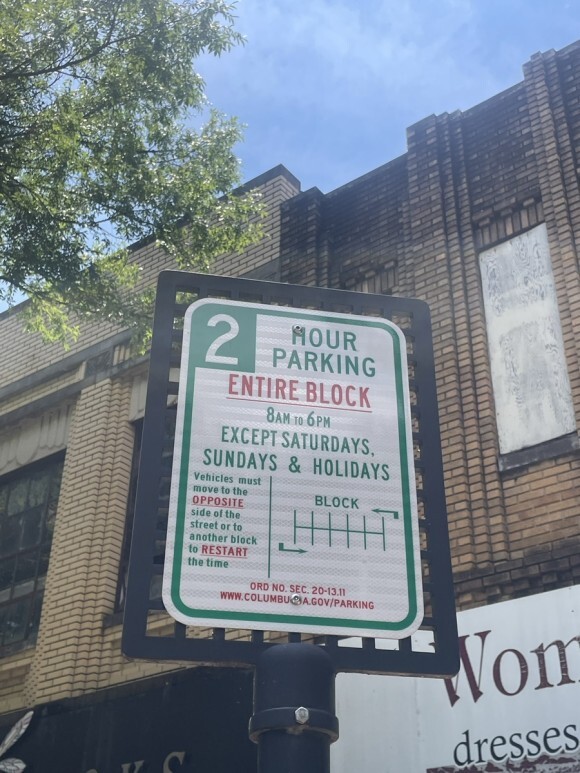 2 HOUR
PARKING
ENTIRE BLOCK
8AM TO 6PM
EXCEPT SATURDAYS,
SUNDAYS & HOLIDAYS
Vehicles must
move to the
OPPOSITE
side of the
street or to
another block
to RESTART
the time
BLOCK
ORD NO. SEC. 20-13.11
WWW.COLUMBUSGA.GOV/PARKING
Wom
dresses